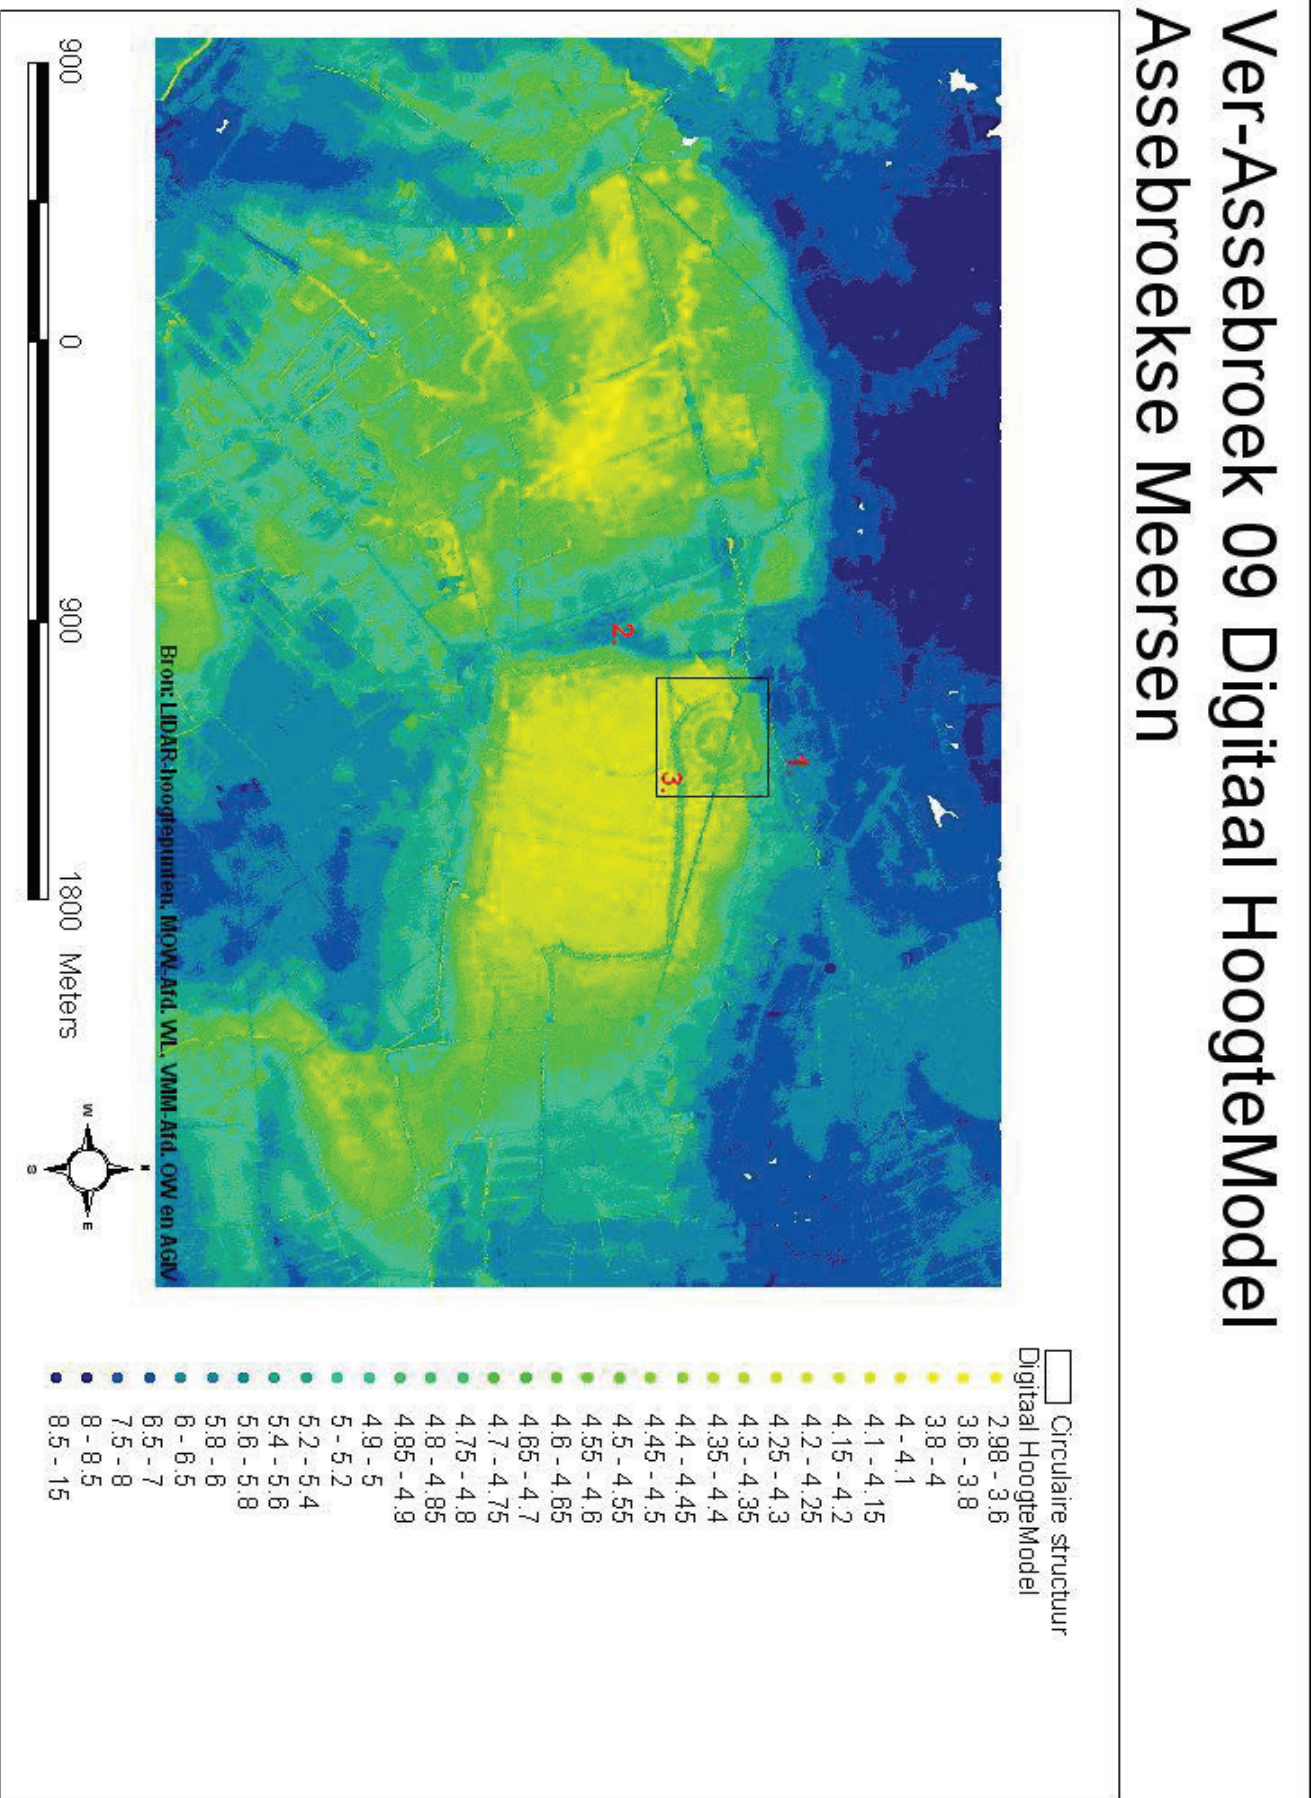 Ver-Assebroek 09 Digitaal HoogteModel
Assebroekse Meersen
Circulaire structuur
Digitaal HoogteModel
2.98 - 3.6
3.6 - 3.8
3.8 - 4
4 - 4.1
4.1 - 4.15
4.15 - 4.2
4.2 - 4.25
4.25 - 4.3
4.3 - 4.35
4.35 - 4.4
4.4 - 4.45
4.45 - 4.5
4.5 - 4.55
4.55 - 4.6
4.6 - 4.65
4.65 - 4.7
4.7 - 4.75
4.75 - 4.8
4.8 - 4.85
4.85 - 4.9
4.9 - 5
5 - 5.2
5.2 - 5.4
5.4 - 5.6
5.6 - 5.8
5.8 - 6
6 - 6.5
6.5 - 7
7.5 - 8
8 - 8.5
8.5 - 15
1.
2.
3.
Bron: LIDAR-hoogtepunten, MOW-Afd. WL, VMM-Afd. OW en AGIV
900 0 900 1800 Meters
N
W E
S